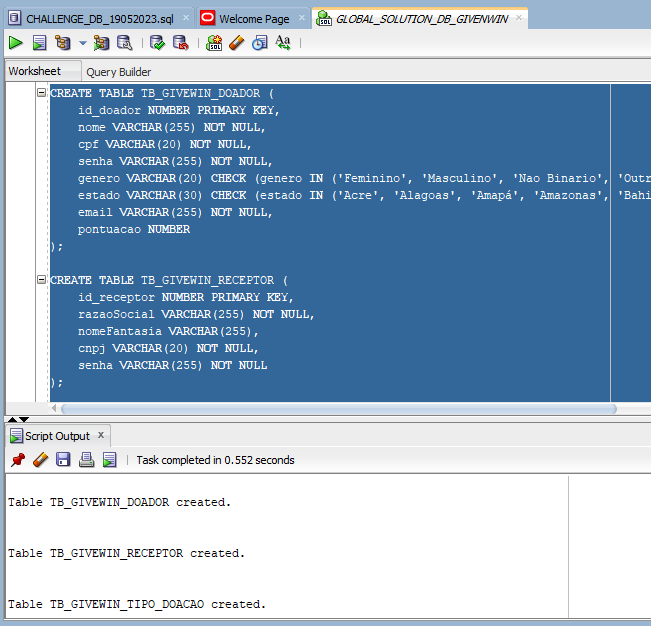 CHALLENGE_DB_19052023.sql
Welcome Page
GLOBAL_SOLUTION_DB_GIVENWIN
Worksheet
Query Builder
CREATE TABLE TB_GIVEWIN_DOADOR (
id_doador NUMBER PRIMARY KEY,
nome VARCHAR(255) NOT NULL,
cpf VARCHAR(20) NOT NULL,
senha VARCHAR(255) NOT NULL,
genero VARCHAR(20) CHECK (genero IN ('Feminino', 'Masculino', 'Nao Binario', 'Outr
estado VARCHAR(30) CHECK (estado IN ('Acre', 'Alagoas', 'Amapá', 'Amazonas', 'Bahi
email VARCHAR(255) NOT NULL,
pontuacao NUMBER
);
CREATE TABLE TB_GIVEWIN_RECEPTOR (
id_receptor NUMBER PRIMARY KEY,
razaoSocial VARCHAR(255) NOT NULL,
nomeFantasia VARCHAR(255),
cnpj VARCHAR(20) NOT NULL,
senha VARCHAR(255) NOT NULL
);
Script Output x
Task completed in 0.552 seconds
Table TB_GIVEWIN_DOADOR created.
Table TB_GIVEWIN_RECEPTOR created.
Table TB_GIVEWIN_TIPO_DOACAO created.